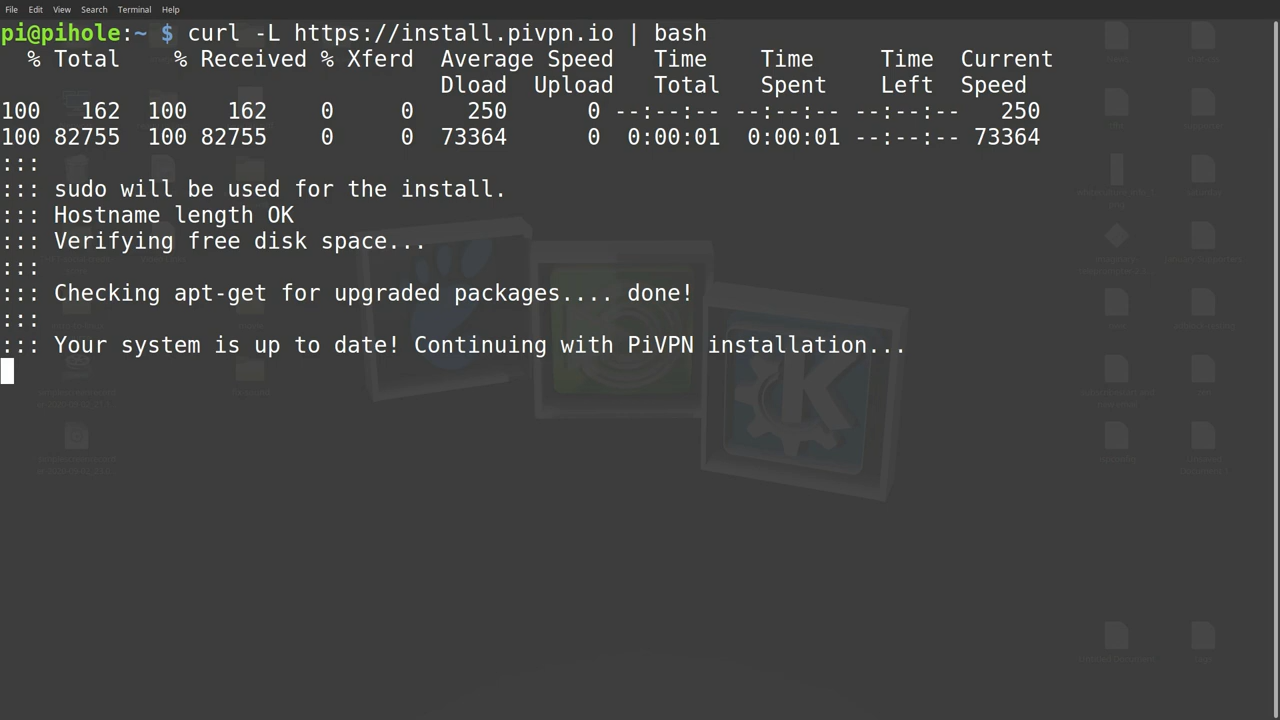 File Edit View Search Terminal Help
pi@pihole:~ $ curl -L https://install.pivpn.io | bash
% Total % Received % Xferd Average Speed Time Time Time Current
Dload Upload Total Spent Left Speed
100 162 100 162 0 0 250 0 --:--:-- --:--:-- --:--:-- 250
100 82755 100 82755 0 0 73364 0 0:00:01 0:00:01 --:--:-- 73364
:::
::: sudo will be used for the install.
::: Hostname length OK
::: Verifying free disk space...
:::
::: Checking apt-get for upgraded packages.... done!
:::
::: Your system is up to date! Continuing with PiVPN installation...